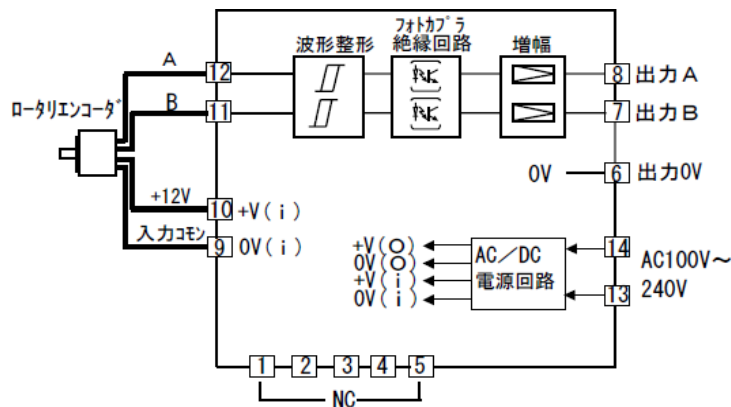 波形整形
フォトカプラ
絶縁回路
増幅
A
12
8
出力A
ロータリエンコーダ
B
11
7
出力B
0V
6
出力0V
+12V
10
+V(i)
入力コモン
9
0V(i)
+V(O)
0V(O)
+V(i)
0V(i)
AC/DC
電源回路
14
AC100V～
240V
13
1
2
3
4
5
NC